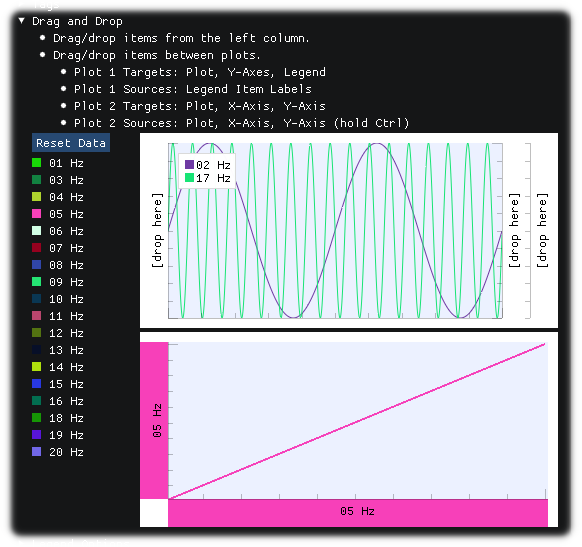 Drag and Drop
Drag/drop items from the left column.
Drag/drop items between plots.
Plot 1 Targets: Plot, Y-Axes, Legend
Plot 1 Sources: Legend Item Labels
Plot 2 Targets: Plot, X-Axis, Y-Axis
Plot 2 Sources: Plot, X-Axis, Y-Axis (hold Ctrl)
Reset Data
01 Hz
03 Hz
04 Hz
05 Hz
06 Hz
07 Hz
08 Hz
09 Hz
10 Hz
11 Hz
12 Hz
13 Hz
14 Hz
15 Hz
16 Hz
18 Hz
19 Hz
20 Hz
[drop here]
02 Hz
17 Hz
[drop here]
[drop here]
05 Hz
05 Hz